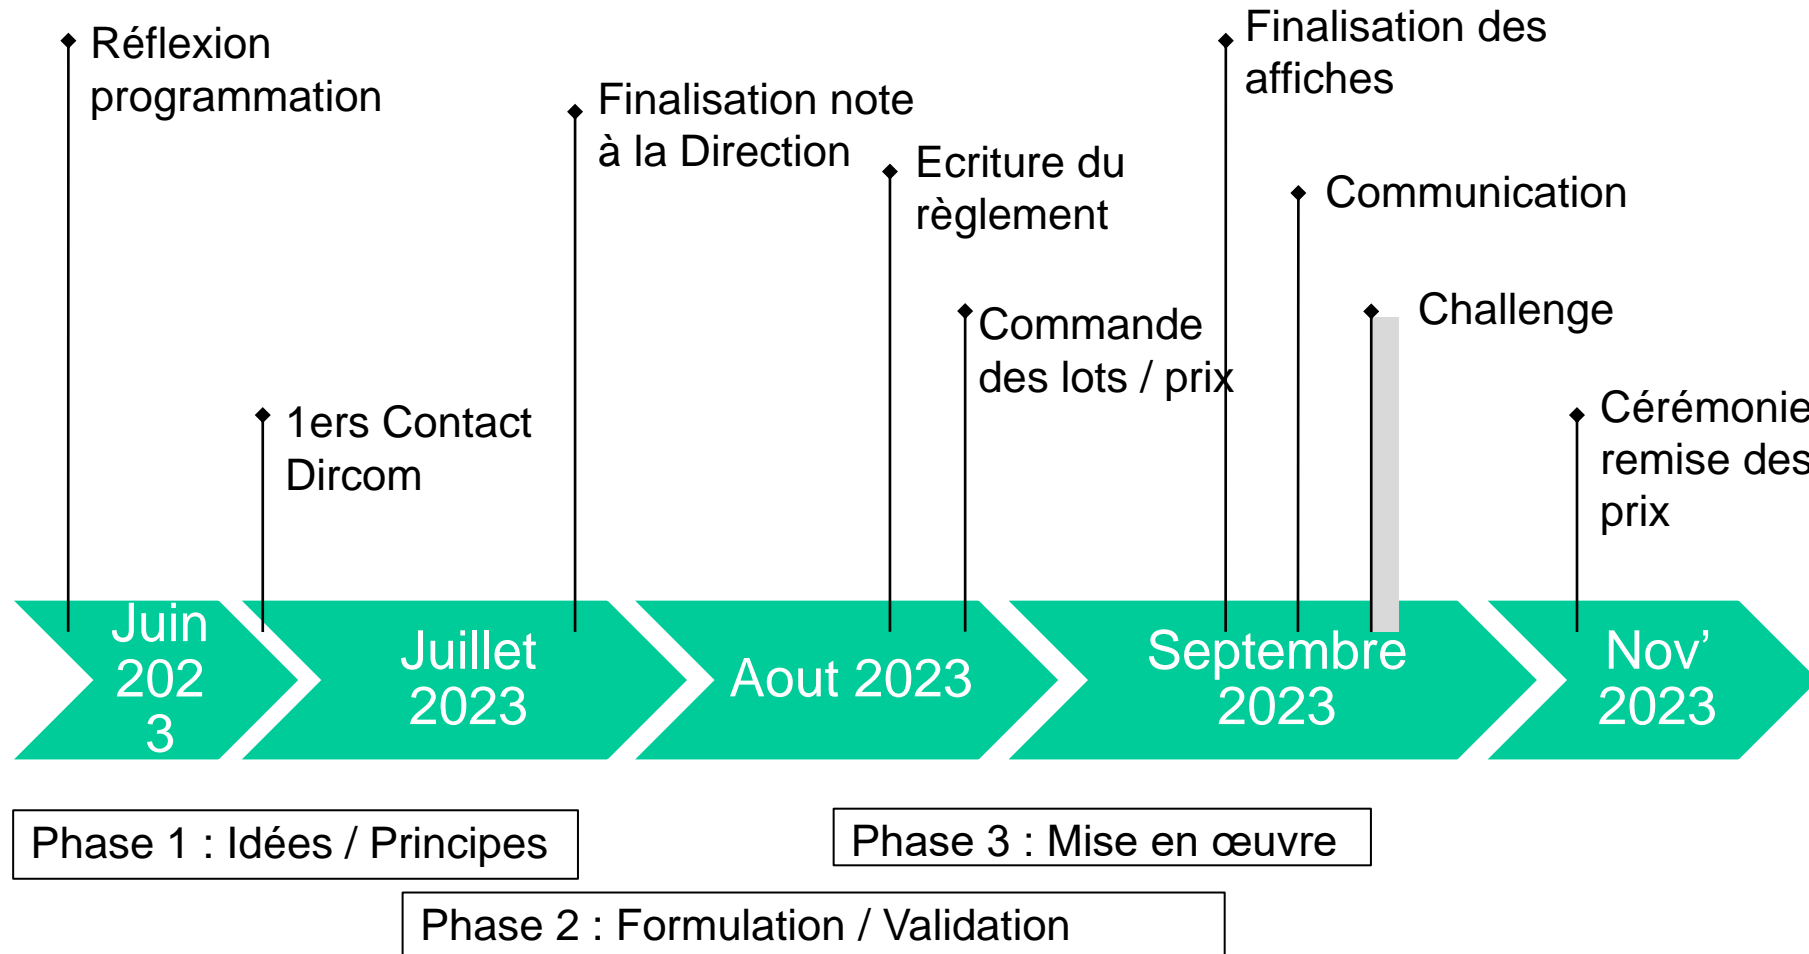 Réflexion
programmation
Finalisation note
à la Direction
Ecriture du
règlement
Finalisation des
affiches
Communication
Commande
des lots / prix
Challenge
1ers Contact
Dircom
Cérémonie
remise des
prix
Juin
202
3
Juillet
2023
Aout 2023
Septembre
2023
Nov’
2023
Phase 1 : Idées / Principes
Phase 3 : Mise en œuvre
Phase 2 : Formulation / Validation